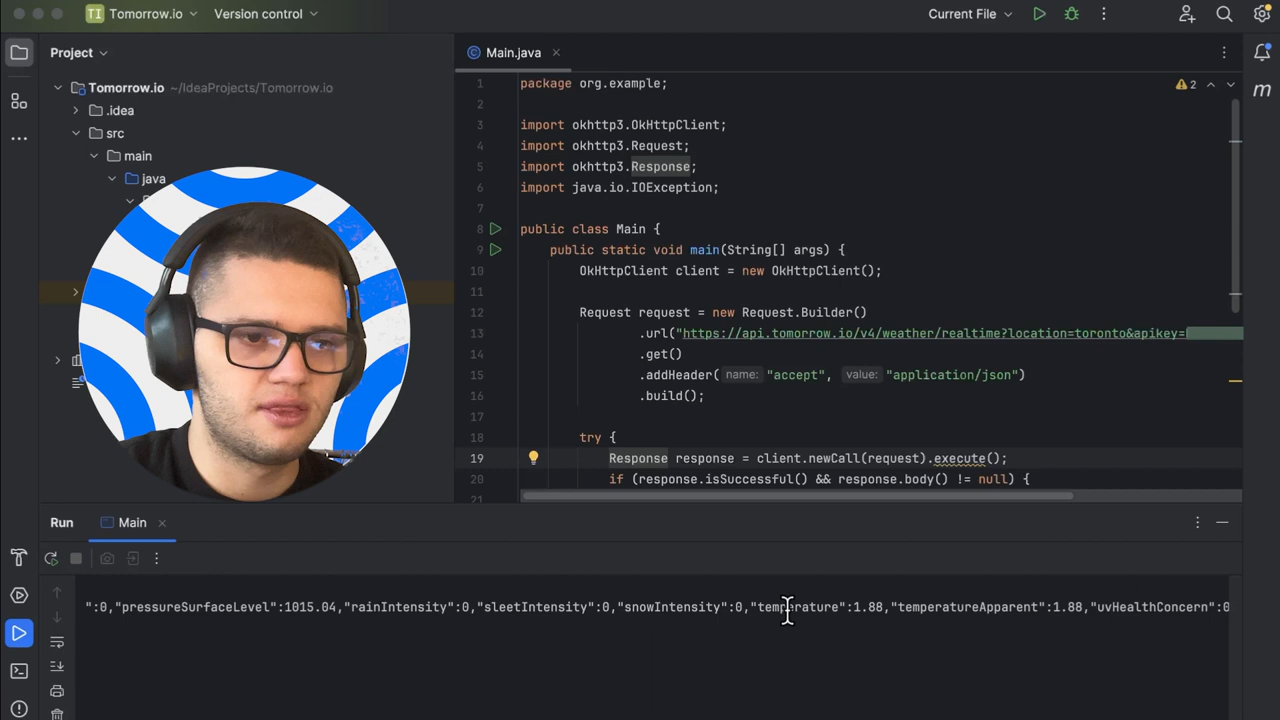 TI Tomorrow.io Version control Current File
Project
Main.java
Tomorrow.io ~/IdeaProjects/Tomorrow.io
.idea
src
main
java
1 package org.example; 2
2
3 import okhttp3.OkHttpClient;
4 import okhttp3.Request;
5 import okhttp3.Response;
6 import java.io.IOException;
7
8 public class Main {
9 public static void main(String[] args) {
10 OkHttpClient client = new OkHttpClient();
11
12 Request request = new Request.Builder()
13 .url("https://api.tomorrow.io/v4/weather/realtime?location=toronto&apikey=
14 .get()
15 .addHeader( name: "accept", value: "application/json")
16 .build();
17
18 try {
19 Response response = client.newCall(request).execute();
20 if (response.isSuccessful() && response.body() != null) {
21
Run Main
":0,"pressureSurfaceLevel":1015.04,"rainIntensity":0,"sleetIntensity":0,"snowIntensity":0,"temperature":1.88,"temperatureApparent":1.88,"uvHealthConcern":0